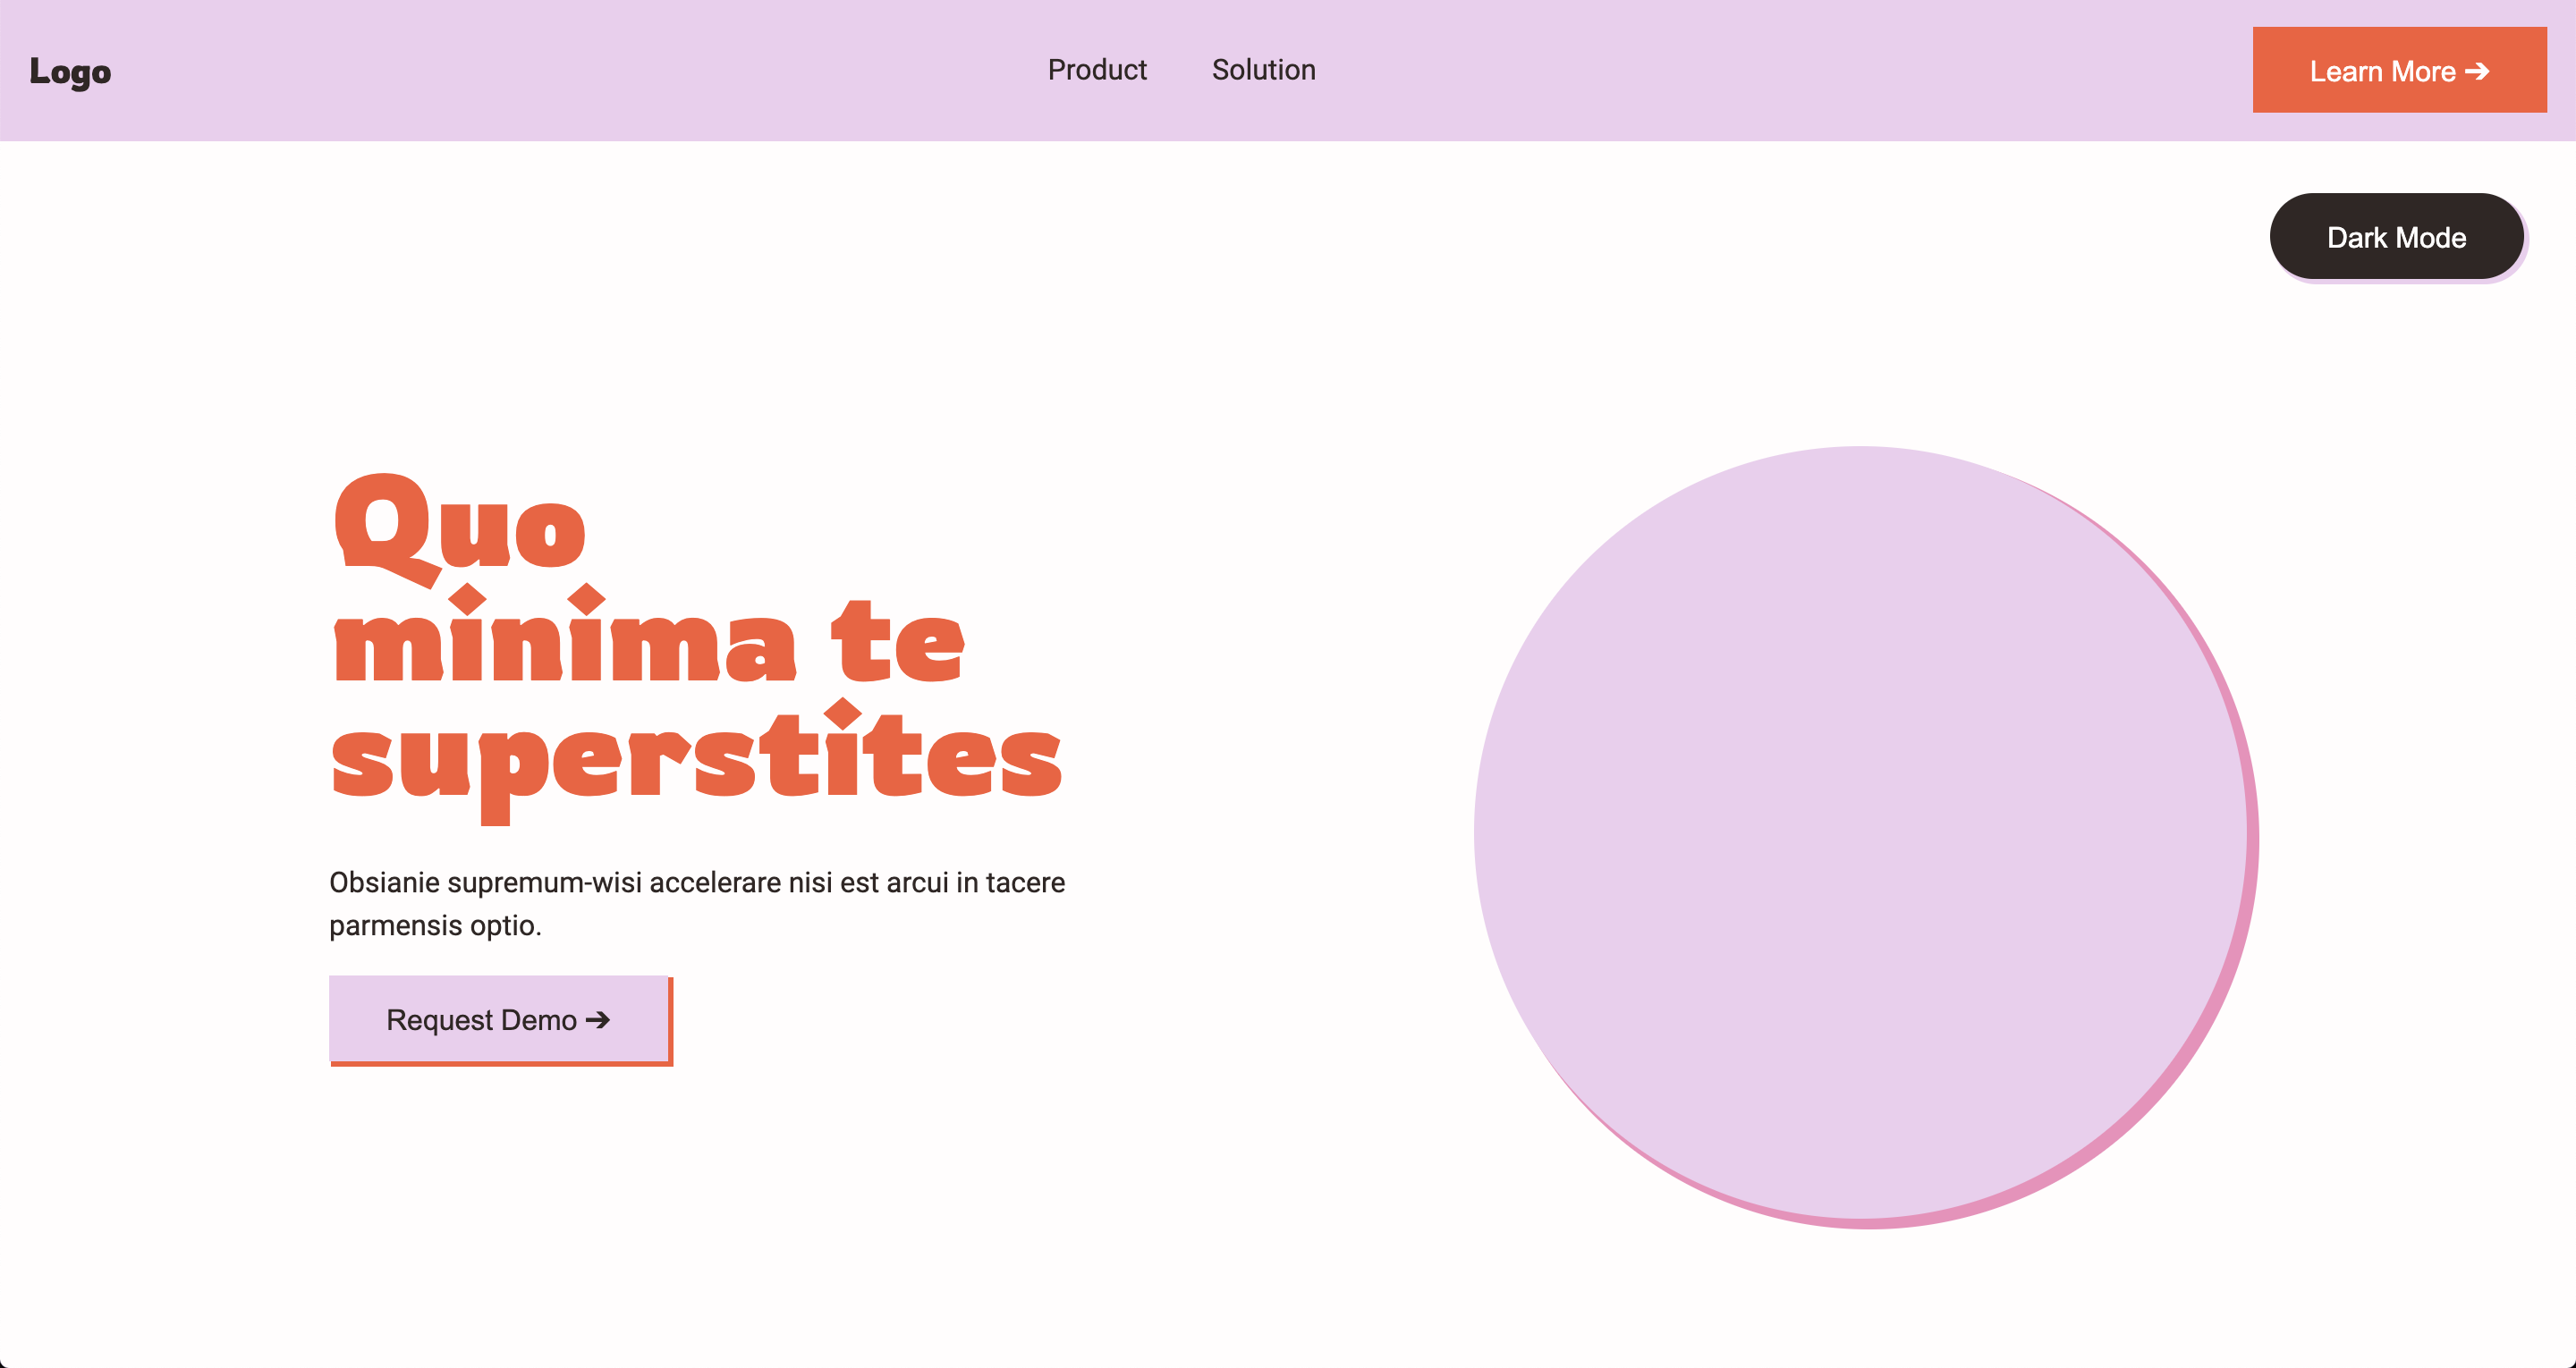 Logo
Product
Solution
Learn More ➔
Dark Mode
Quo
minima te
superstites
Obsianie supremum-wisi accelerare nisi est arcui in tacere
parmensis optio.
Request Demo ➔